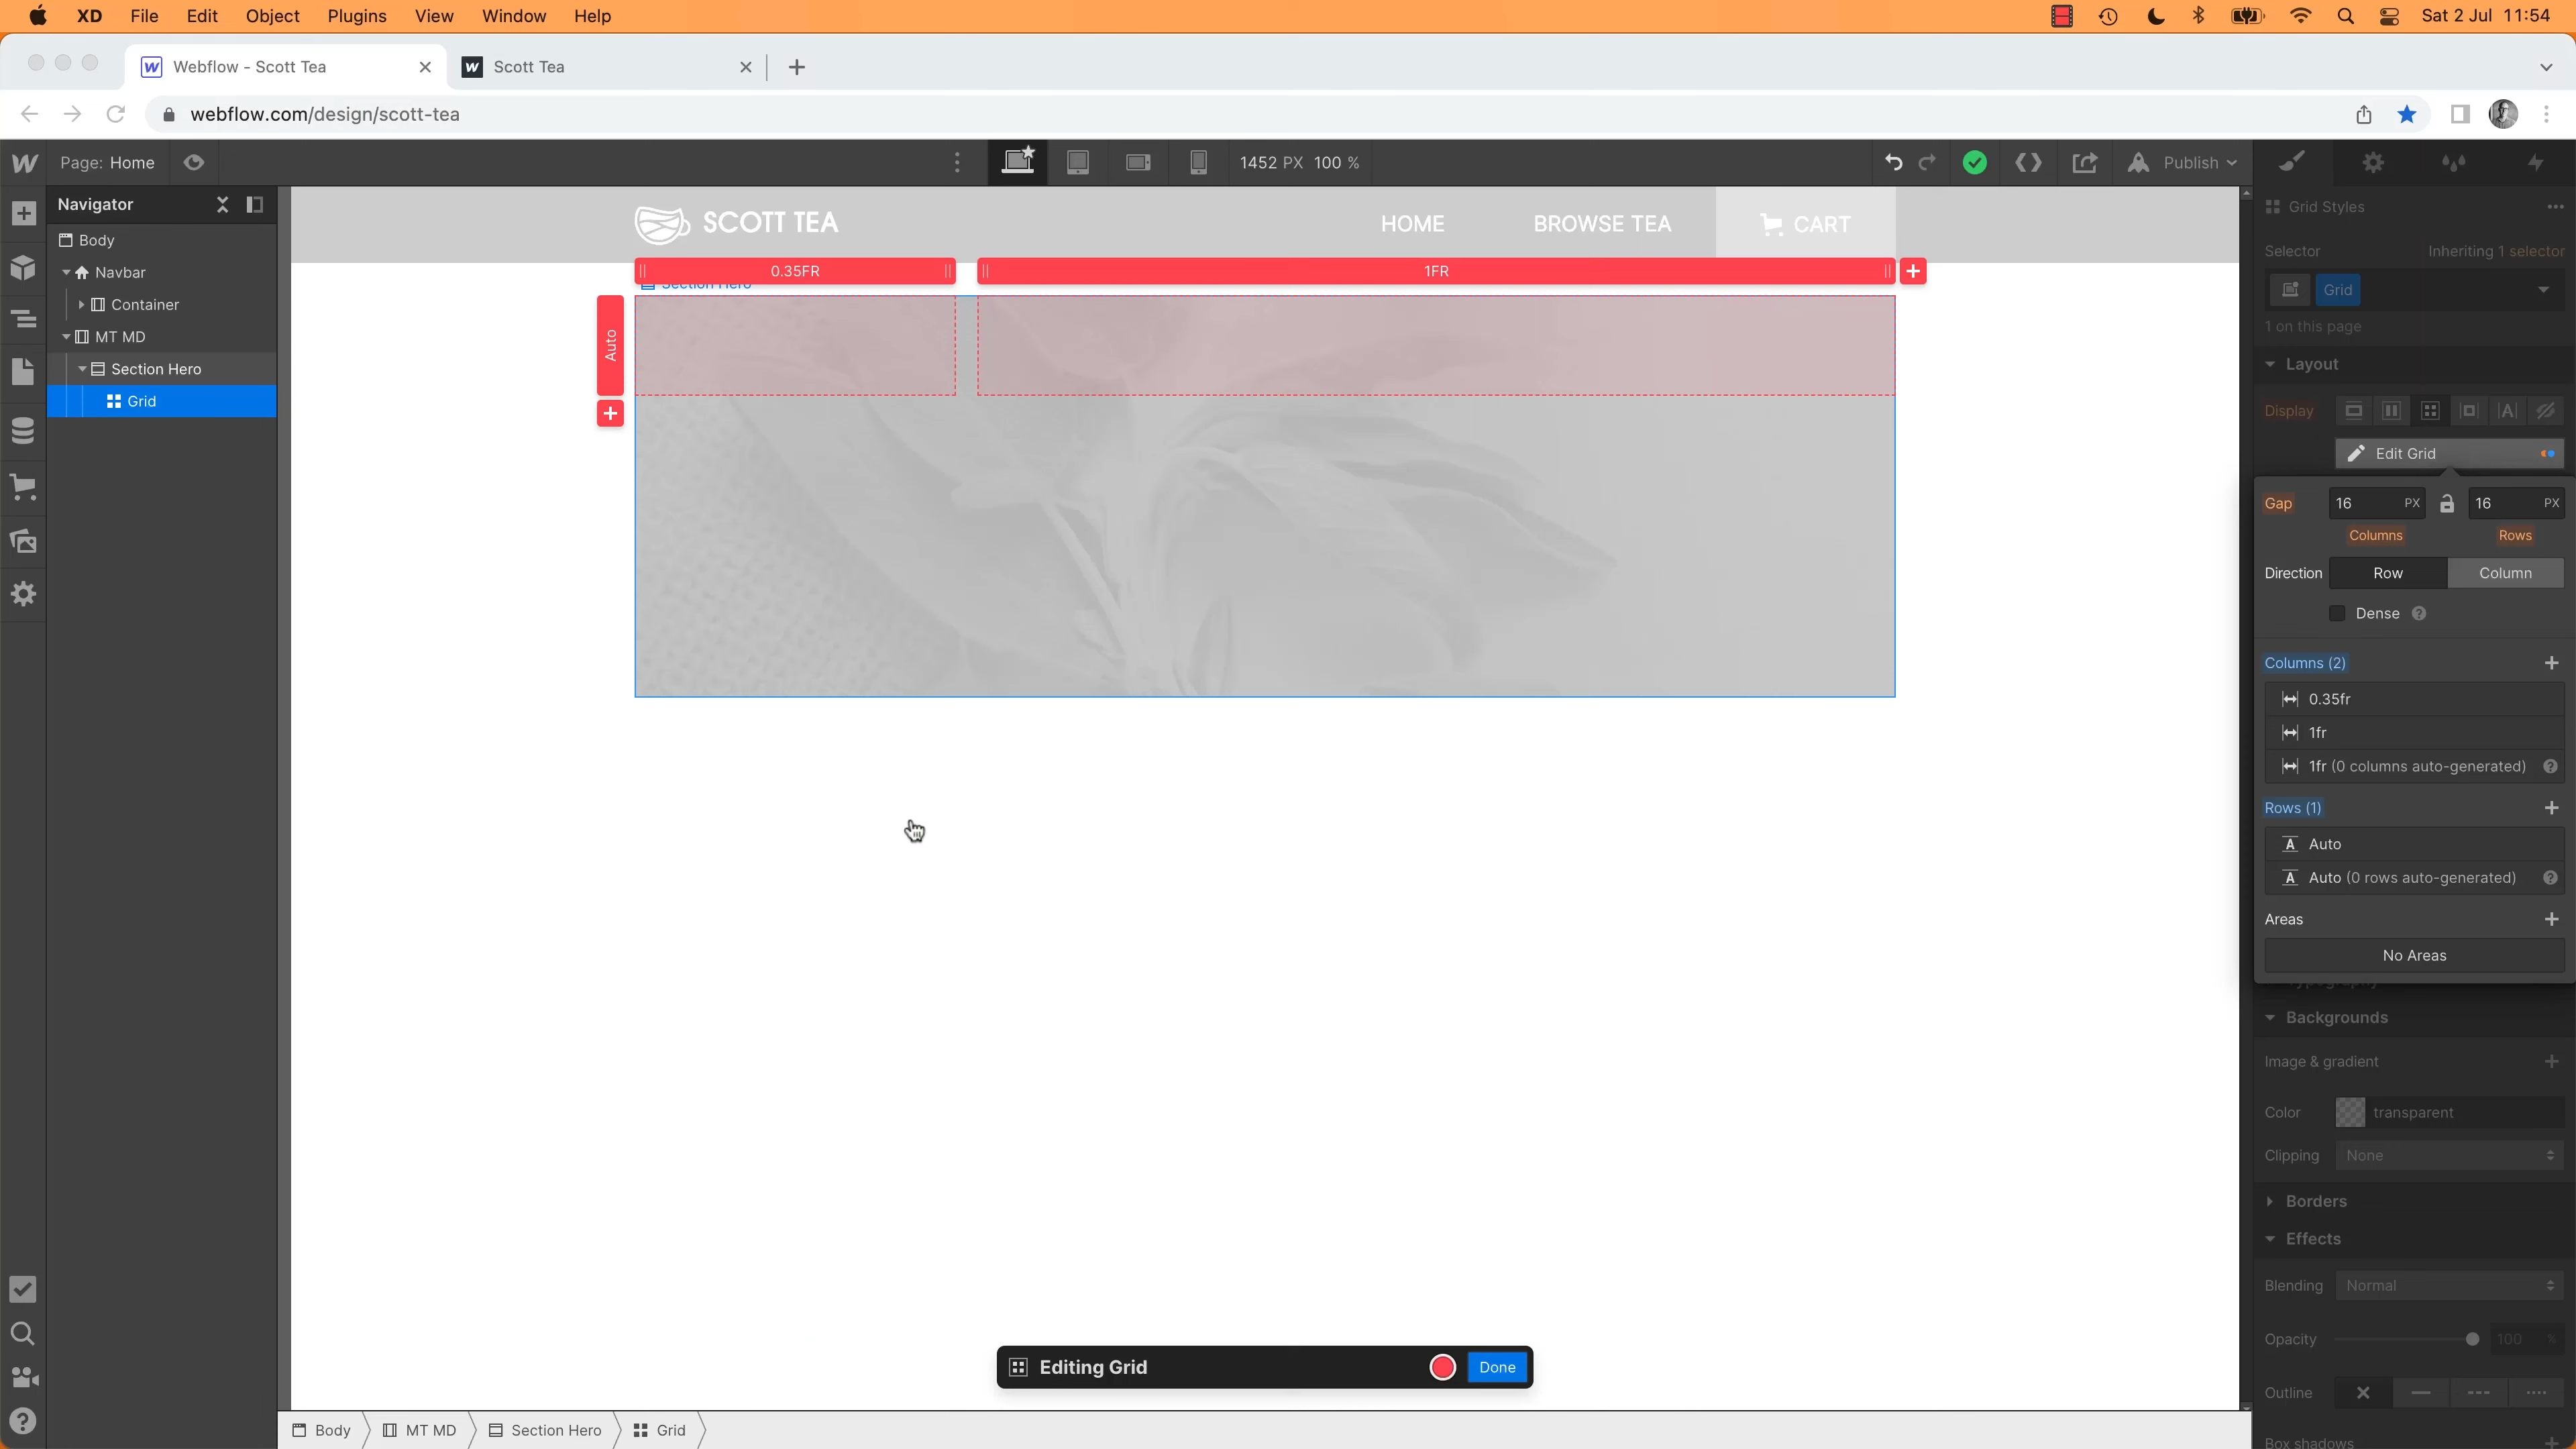 XD File Edit Object Plugins View Window Help Sat 2 Jul 11:54
Webflow - Scott Tea Scott Tea
webflow.com/design/scott-tea
Page: Home 1452 PX 100 % Publish
Navigator
Body
Navbar
Container
MT MD
Section Hero
Grid
SCOTT TEA HOME BROWSE TEA CART
0.35FR 1FR
Section Hero
Auto
Editing Grid Done
Body MT MD Section Hero Grid
Grid Styles
Selector Inheriting 1 selector
Grid
1 on this page
Layout
Display
Edit Grid
Gap 16 PX 16 PX
Columns Rows
Direction Row Column
Dense
Columns (2)
0.35fr
1fr
1fr (0 columns auto-generated)
Rows (1)
Auto
Auto (0 rows auto-generated)
Areas
No Areas
Typography
Backgrounds
Image & gradient
Color transparent
Clipping None
Borders
Effects
Blending Normal
Opacity 100 %
Outline
Box shadows